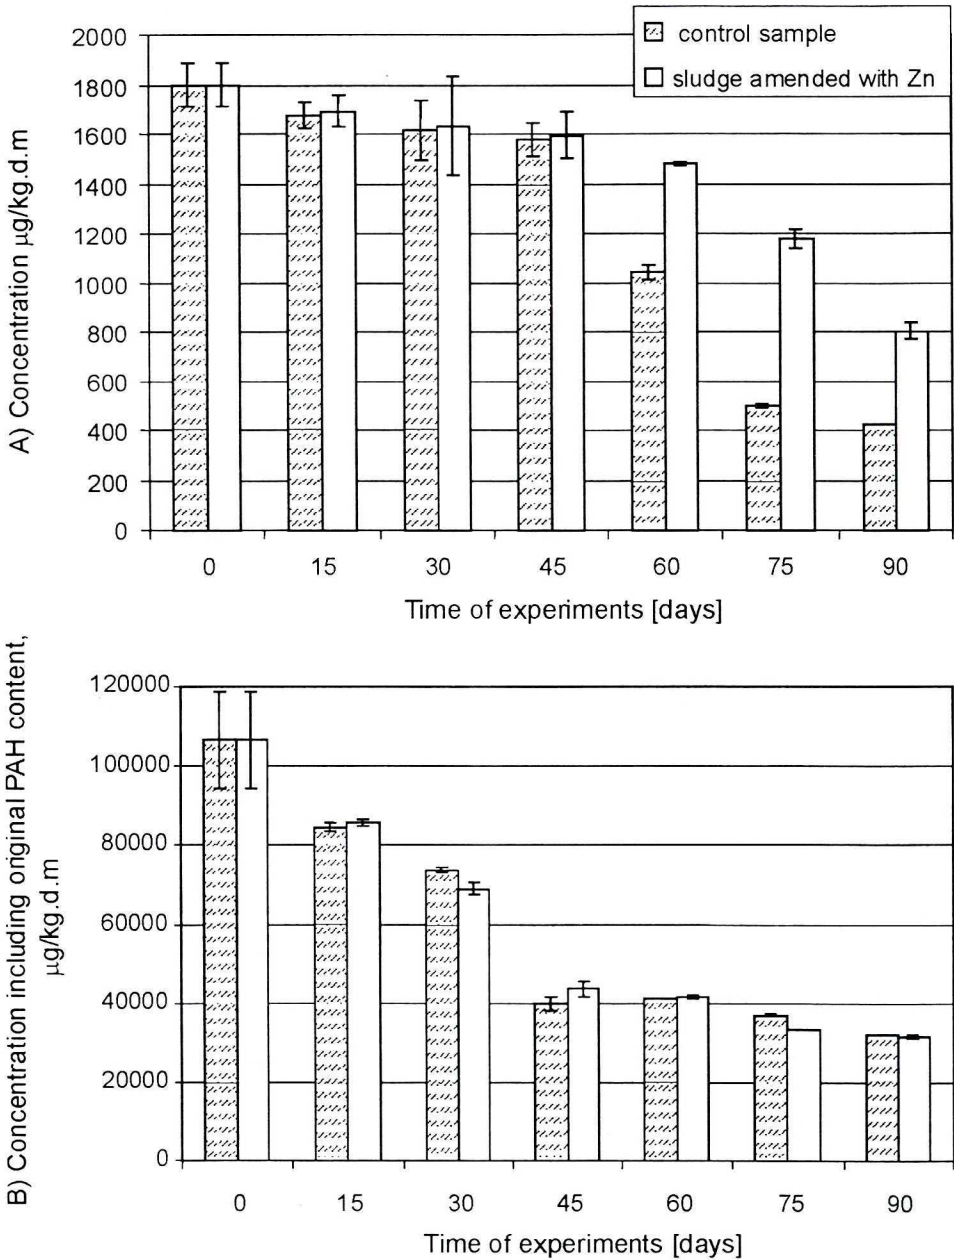 control sample
sludge amended with Zn
A) Concentration μg/kg.d.m
2000
1800
1600
1400
1200
1000
800
600
400
200
0
0 15 30 45 60 75 90
Time of experiments [days]
B) Concentration including original PAH content,
μg/kg.d.m
120000
100000
80000
60000
40000
20000
0
0 15 30 45 60 75 90
Time of experiments [days]